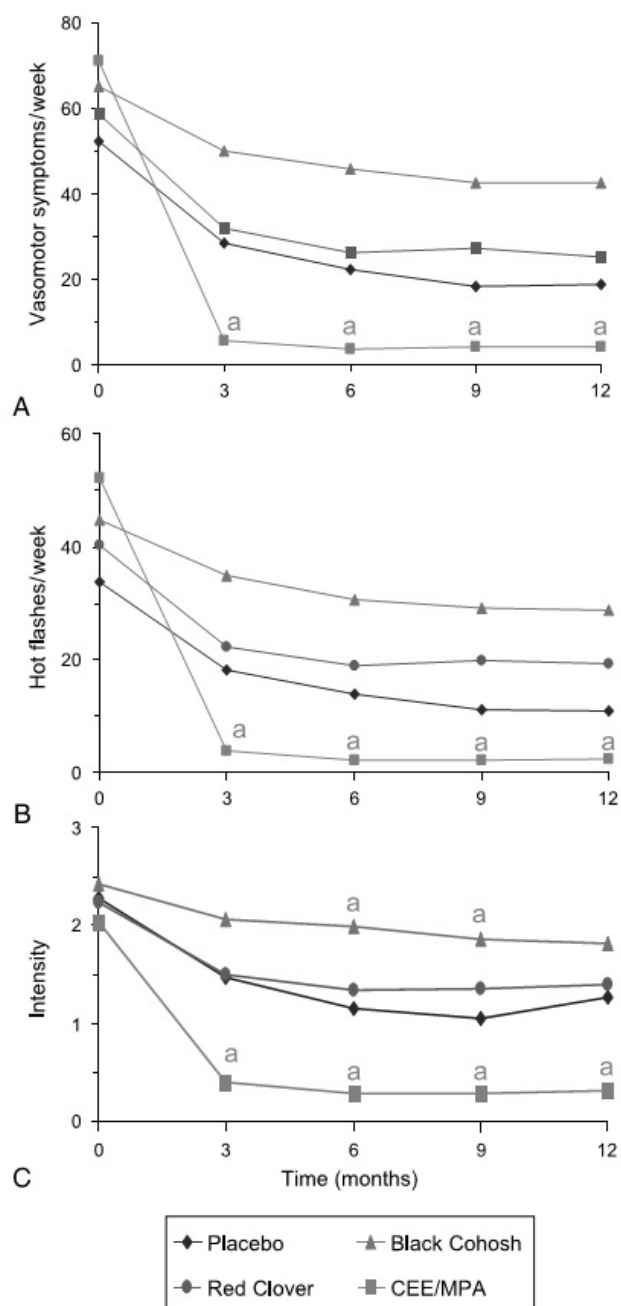 80
60
40
20
0
Vasomotor symptoms/week
a a a a
0 3 6 9 12
A
60
40
20
0
Hot flashes/week
a a a a
0 3 6 9 12
B
3
2
1
0
Intensity
a a
a a a a
0 3 6 9 12
Time (months)
C
Placebo Black Cohosh
Red Clover CEE/MPA